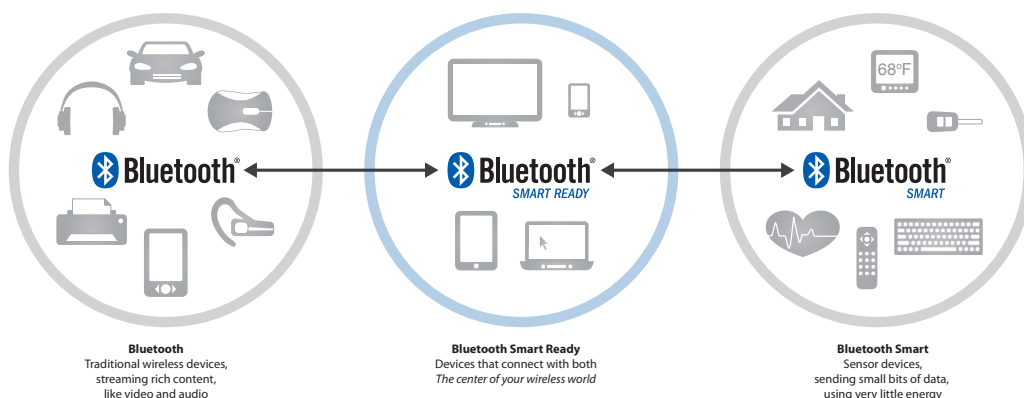 68°F
Bluetooth®
Bluetooth®
SMART READY
Bluetooth®
SMART
Bluetooth
Traditional wireless devices,
streaming rich content,
like video and audio
Bluetooth Smart Ready
Devices that connect with both
The center of your wireless world
Bluetooth Smart
Sensor devices,
sending small bits of data,
using very little energy